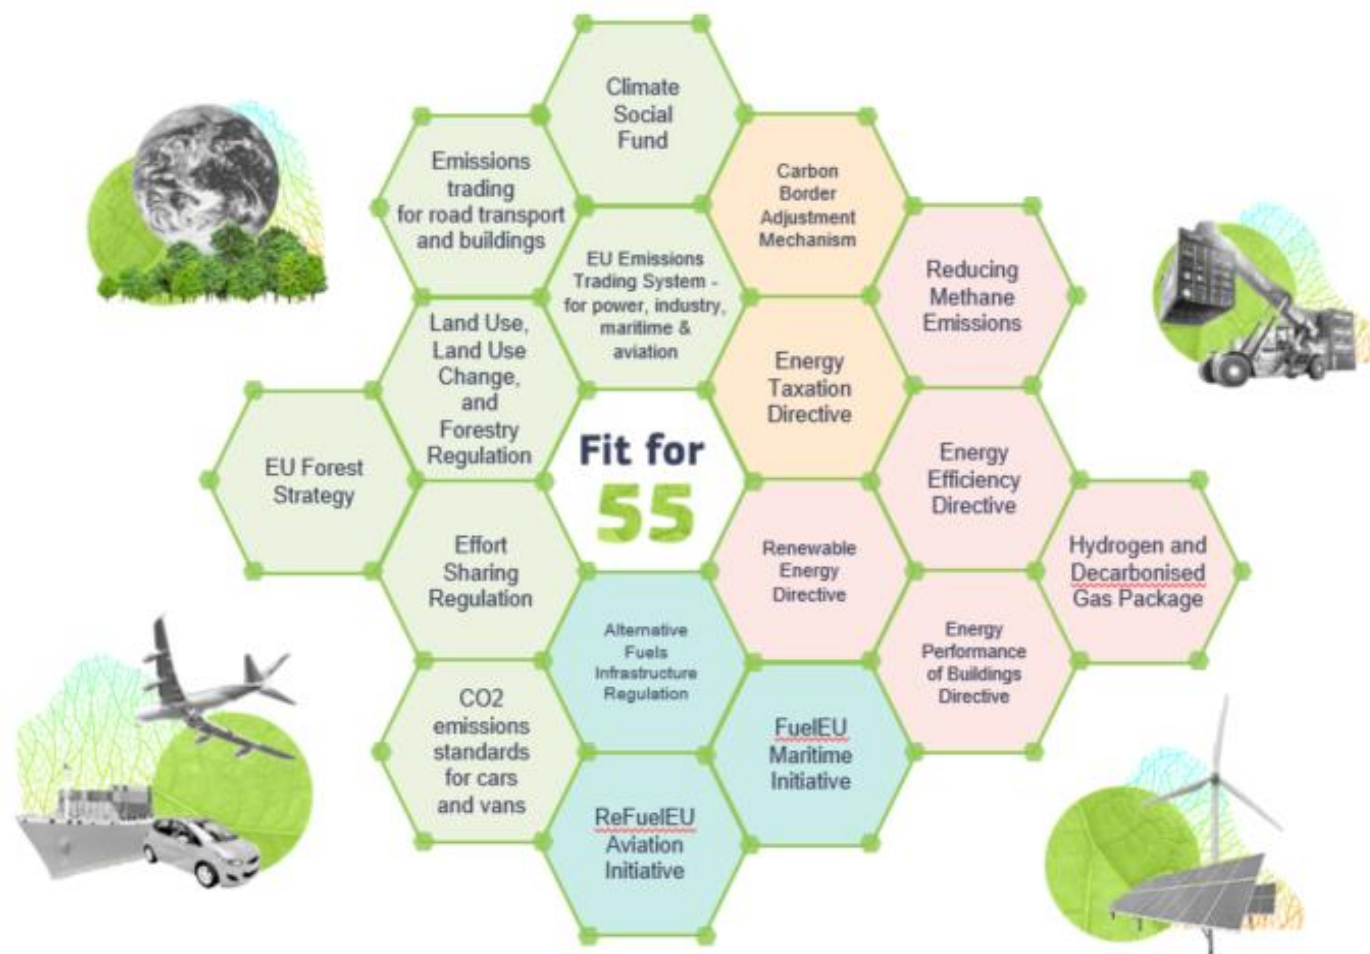 Climate
Social
Fund
Emissions
trading
for road transport
and buildings
Carbon
Border
Adjustment
Mechanism
EU Emissions
Trading System -
for power, industry,
maritime &
aviation
Reducing
Methane
Emissions
Land Use,
Land Use
Change,
and
Forestry
Regulation
Energy
Taxation
Directive
EU Forest
Strategy
Fit for
55
Energy
Efficiency
Directive
Effort
Sharing
Regulation
Renewable
Energy
Directive
Hydrogen and
Decarbonised
Gas Package
Alternative
Fuels
Infrastructure
Regulation
Energy
Performance
of Buildings
Directive
CO2
emissions
standards
for cars
and vans
FuelEU
Maritime
Initiative
ReFuelEU
Aviation
Initiative